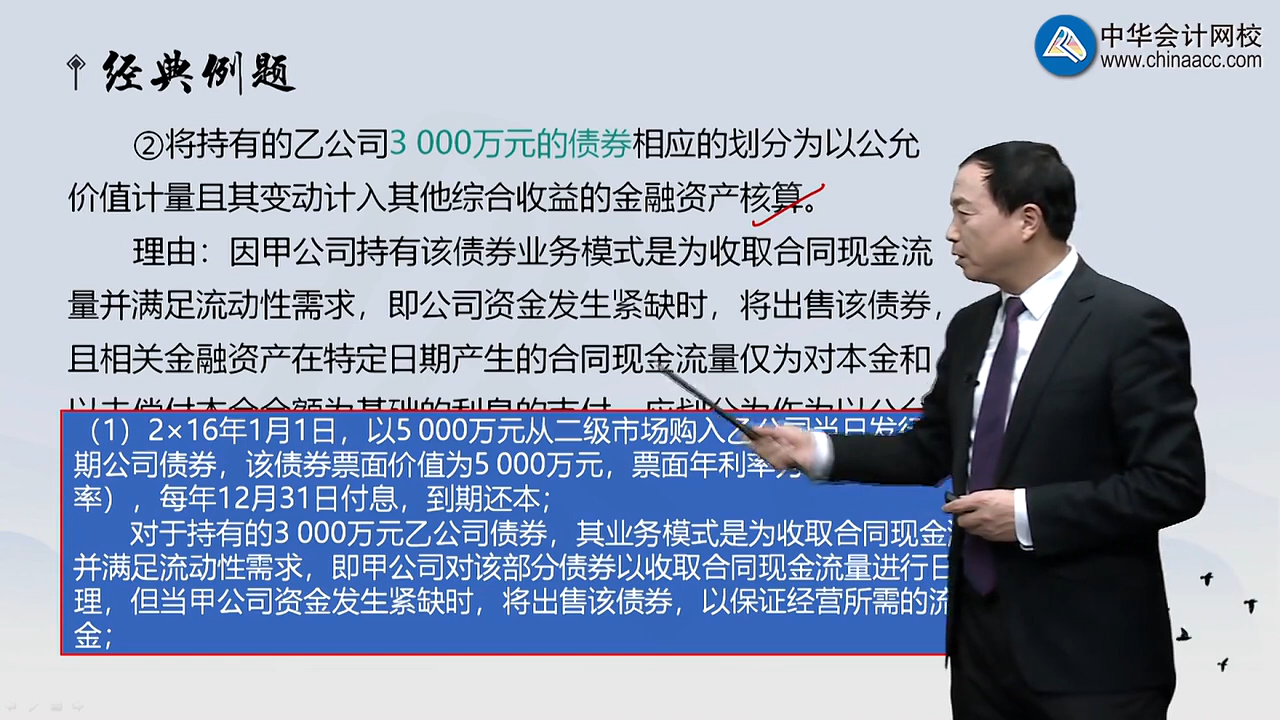 中华会计网校
www.chinaacc.com
经典例题
②将持有的乙公司3 000万元的债券相应的划分为以公允
价值计量且其变动计入其他综合收益的金融资产核算。
理由：因甲公司持有该债券业务模式是为收取合同现金流
量并满足流动性需求，即公司资金发生紧缺时，将出售该债券，
且相关金融资产在特定日期产生的合同现金流量仅为对本金和
（1）2×16年1月1日，以5 000万元从二级市场购入乙公司当日发行
期公司债券，该债券票面价值为5 000万元，票面年利率为
率），每年12月31日付息，到期还本；
对于持有的3 000万元乙公司债券，其业务模式是为收取合同现金
并满足流动性需求，即甲公司对该部分债券以收取合同现金流量进行日
理，但当甲公司资金发生紧缺时，将出售该债券，以保证经营所需的流
金；